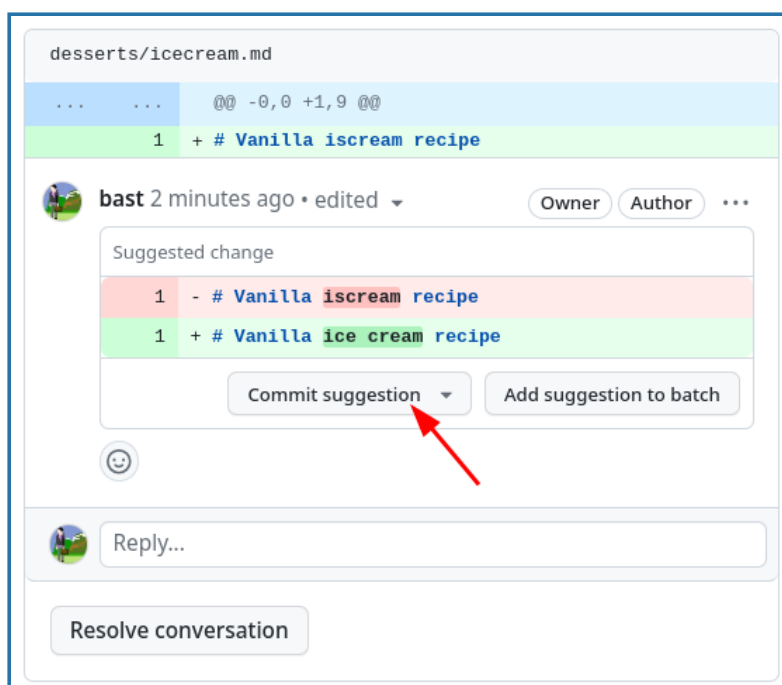 desserts/icecream.md
... ... @@ -0,0 +1,9 @@
1 + # Vanilla iscream recipe
bast 2 minutes ago • edited
Owner Author ...
Suggested change
1 - # Vanilla iscream recipe
1 + # Vanilla ice cream recipe
Commit suggestion Add suggestion to batch
Reply...
Resolve conversation